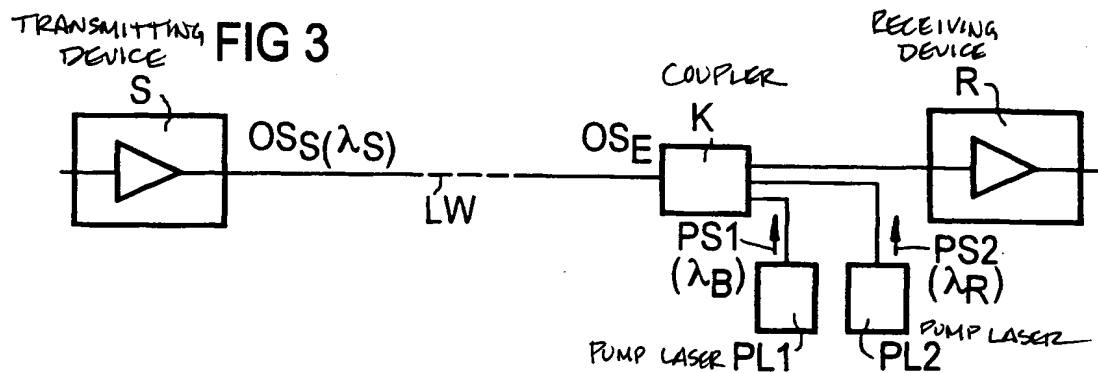 TRANSMITTING DEVICE
FIG 3
RECEIVING DEVICE
COUPLER
S
K
R
OSS(λS)
OSE
LW
PS1
(λB)
PS2
(λR)
PUMP LASER PL1
PL2 PUMP LASER